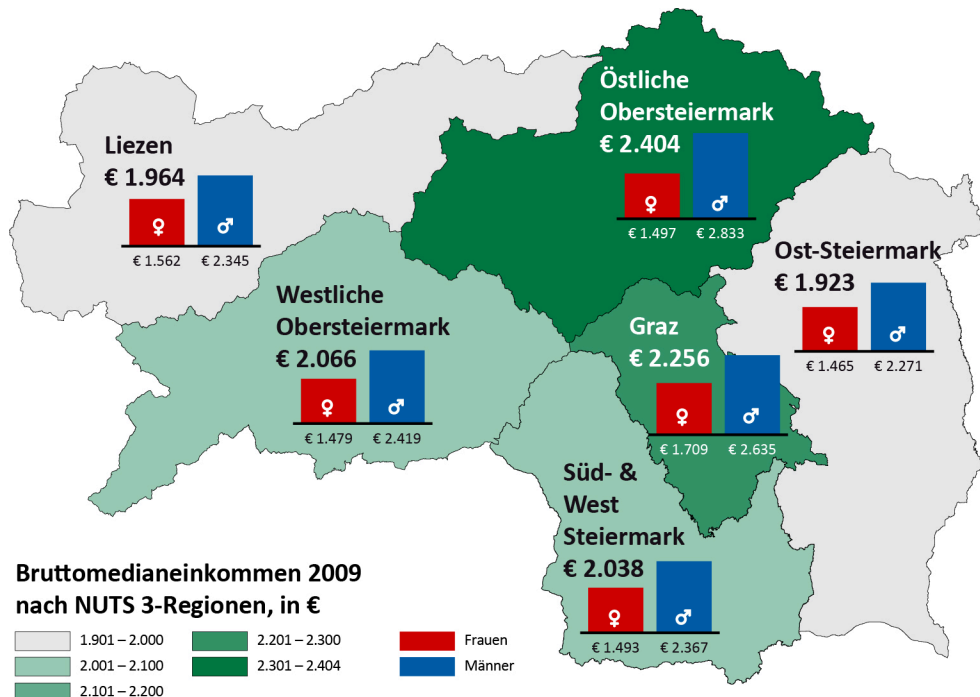 Östliche
Obersteiermark
€ 2.404
♀ ♂
€ 1.497 € 2.833
Liezen
€ 1.964
♀ ♂
€ 1.562 € 2.345
Ost-Steiermark
€ 1.923
♀ ♂
€ 1.465 € 2.271
Westliche
Obersteiermark
€ 2.066
♀ ♂
€ 1.479 € 2.419
Graz
€ 2.256
♀ ♂
€ 1.709 € 2.635
Süd- &
West
Steiermark
€ 2.038
♀ ♂
€ 1.493 € 2.367
Bruttomedianeinkommen 2009
nach NUTS 3-Regionen, in €
1.901 – 2.000
2.001 – 2.100
2.101 – 2.200
2.201 – 2.300
2.301 – 2.404
Frauen
Männer